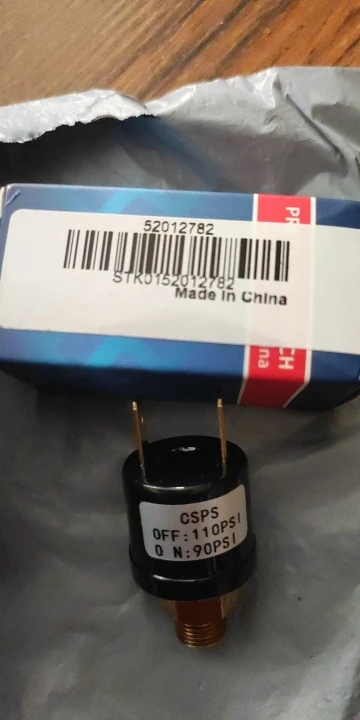 52012782
STK0152012782
Made In China
CSPS
OFF:110PSI
O N:90PSI